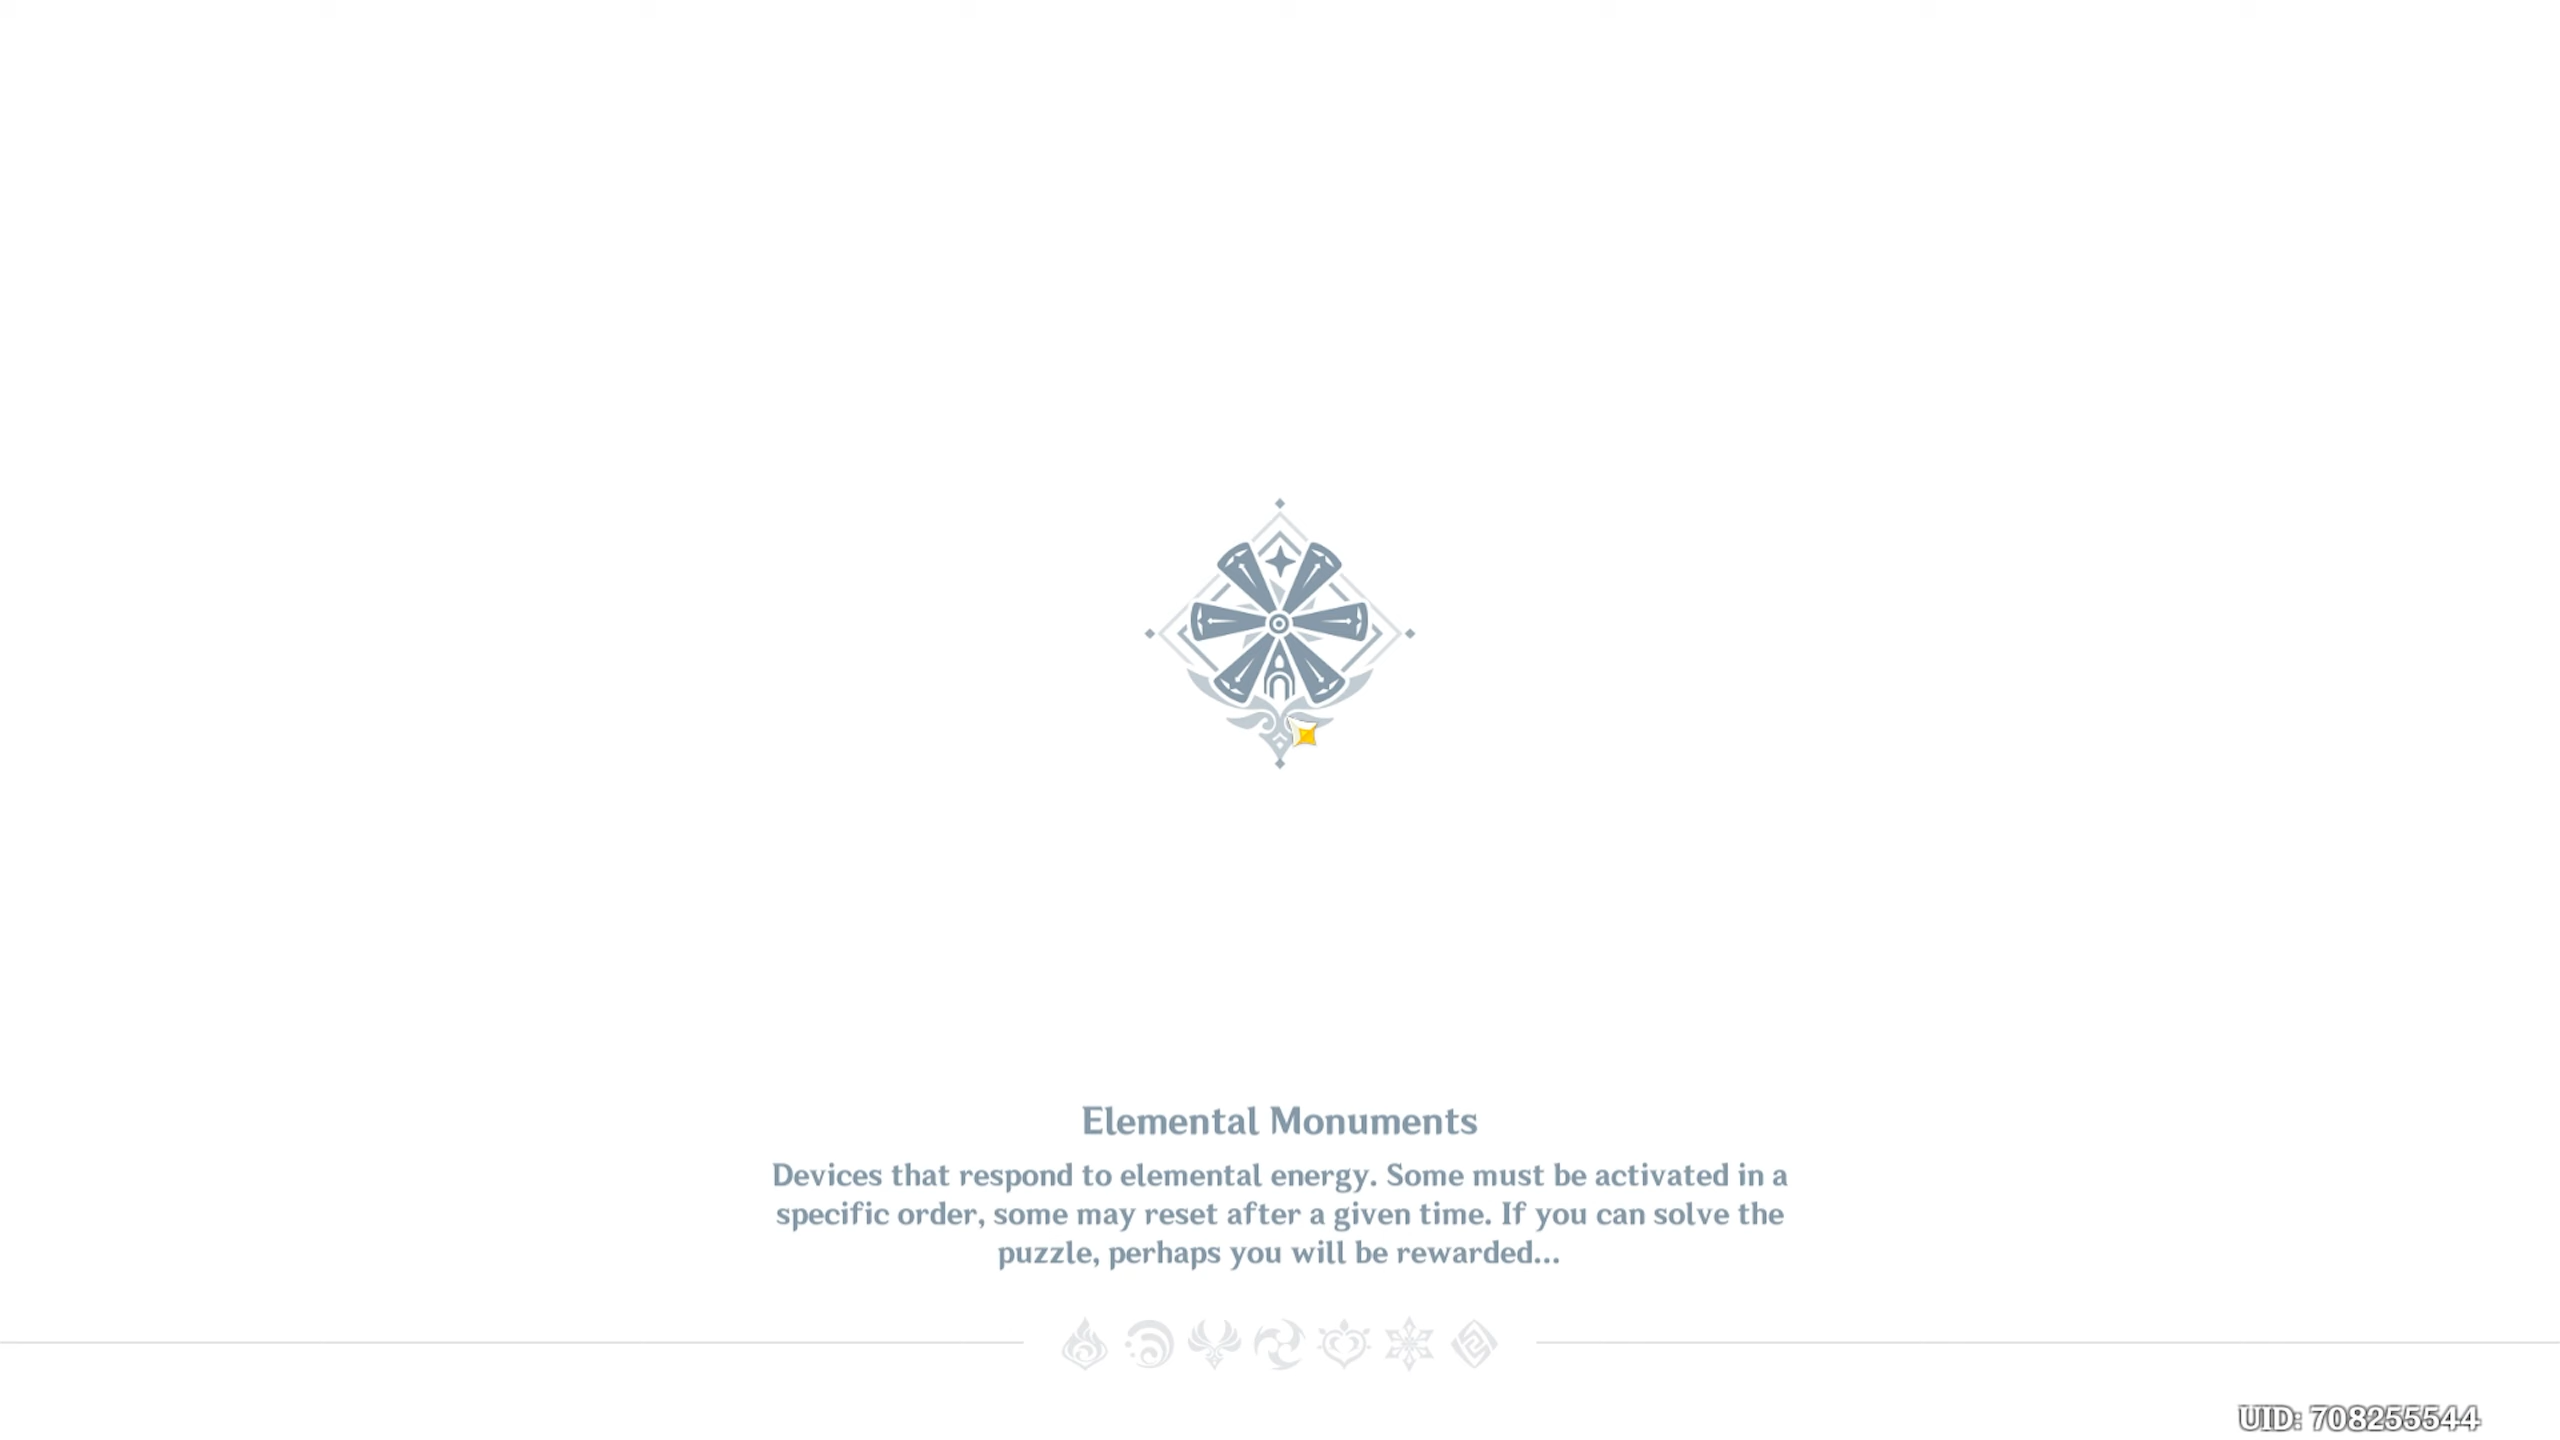 Elemental Monuments
Devices that respond to elemental energy. Some must be activated in a
specific order, some may reset after a given time. If you can solve the
puzzle, perhaps you will be rewarded...
UID: 708255544